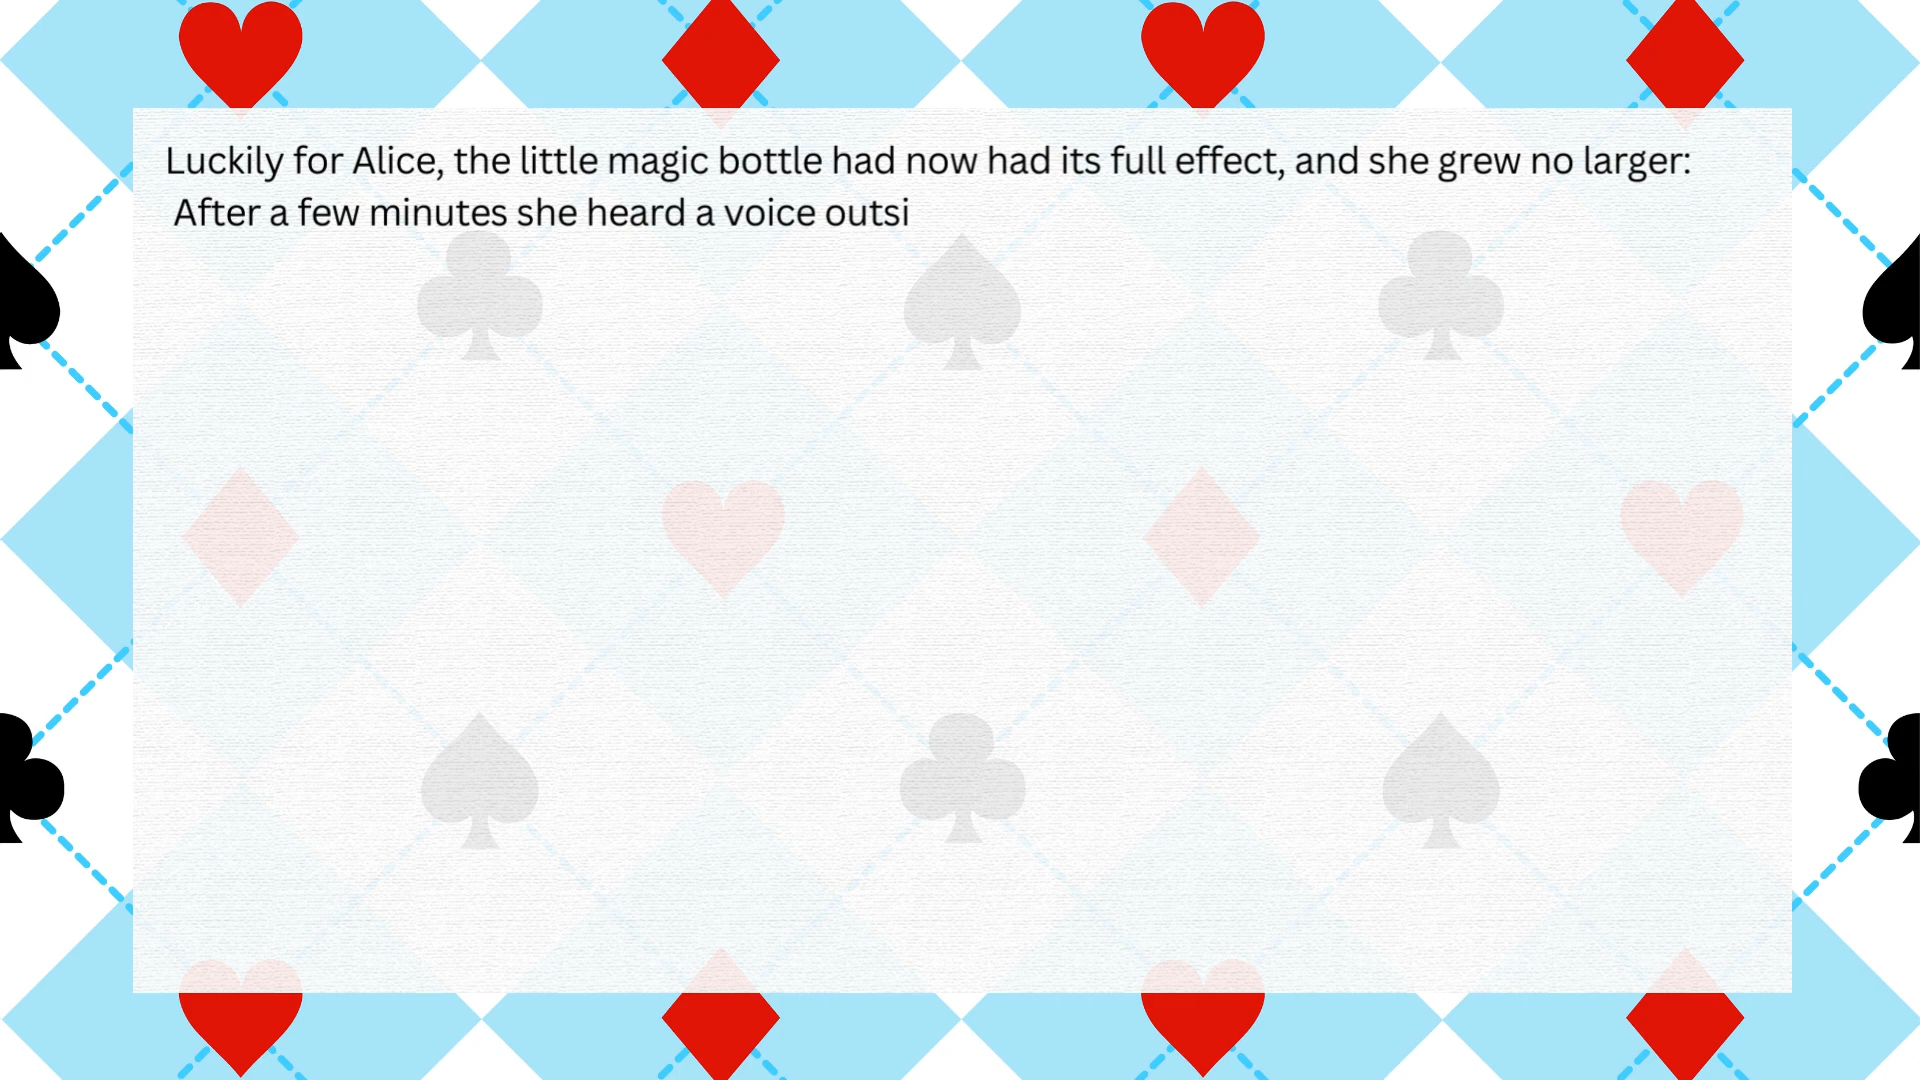 Luckily for Alice, the little magic bottle had now had its full effect, and she grew no larger:
After a few minutes she heard a voice outsi